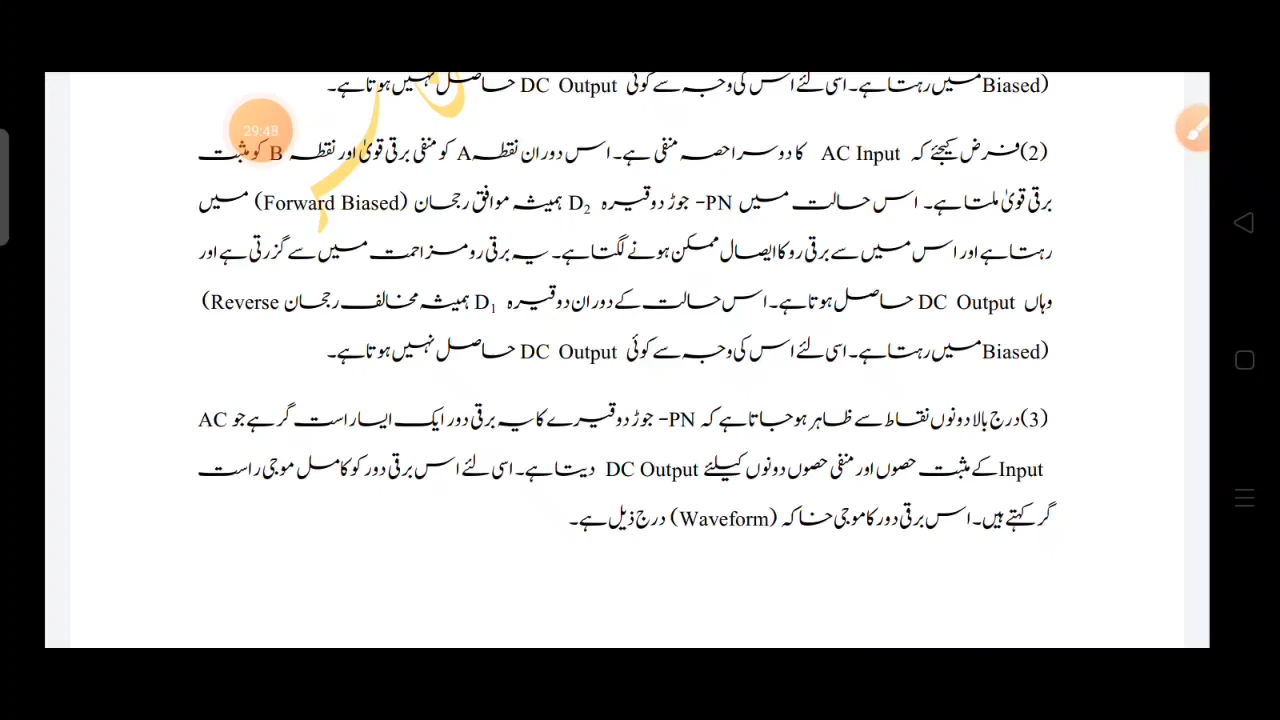 Biased) میں رہتا ہے۔ اسی لئے اس کی وجہ سے کوئی DC Output حاصل نہیں ہوتا ہے۔
29:48
(2) فرض کیجئے کہ AC Input کا دوسرا حصہ منفی ہے۔ اس دوران نقطہ A کو منفی برقی قویٰ اور نقطہ B کو مثبت
برقی قویٰ ملتا ہے۔ اس حالت میں PN- جوڑ دوقیرہ D₂ ہمیشہ موافق رجحان (Forward Biased) میں
رہتا ہے اور اس میں سے برقی رو کا ایصال ممکن ہونے لگتا ہے۔ یہ برقی رو مزاحمت میں سے گزرتی ہے اور
وہاں DC Output حاصل ہوتا ہے۔ اس حالت کے دوران دوقیرہ D₁ ہمیشہ مخالف رجحان (Reverse
Biased) میں رہتا ہے۔ اسی لئے اس کی وجہ سے کوئی DC Output حاصل نہیں ہوتا ہے۔
(3) درج بالا دونوں نقاط سے ظاہر ہو جاتا ہے کہ PN- جوڑ دوقیرے کا یہ برقی دور ایک ایسا راست گر ہے جو AC
Input کے مثبت حصوں اور منفی حصوں دونوں کیلئے DC Output دیتا ہے۔ اسی لئے اس برقی دور کو کامل موجی راست
گر کہتے ہیں۔ اس برقی دور کا موجی خاکہ (Waveform) درج ذیل ہے۔